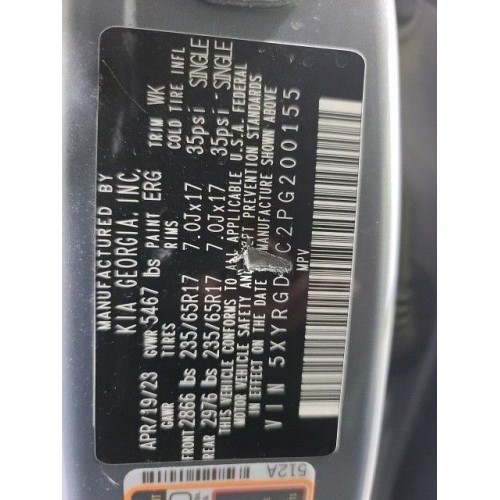 MANUFACTURED BY
KIA GEORGIA, INC.
APR/19/23 GVWR 5467 lbs PAINT ERG TRIM WK
GAWR TIRES RIMS COLD TIRE INFL
FRONT 2866 lbs 235/65R17 7.0Jx17 35psi SINGLE
REAR 2976 lbs 235/65R17 7.0Jx17 35psi SINGLE
THIS VEHICLE CONFORMS TO ALL APPLICABLE U.S.A. FEDERAL
MOTOR VEHICLE SAFETY AND PREVENTION STANDARDS
IN EFFECT ON THE DATE MANUFACTURE SHOWN ABOVE
VIN 5XYRGD C2PG200155
MPV
512A